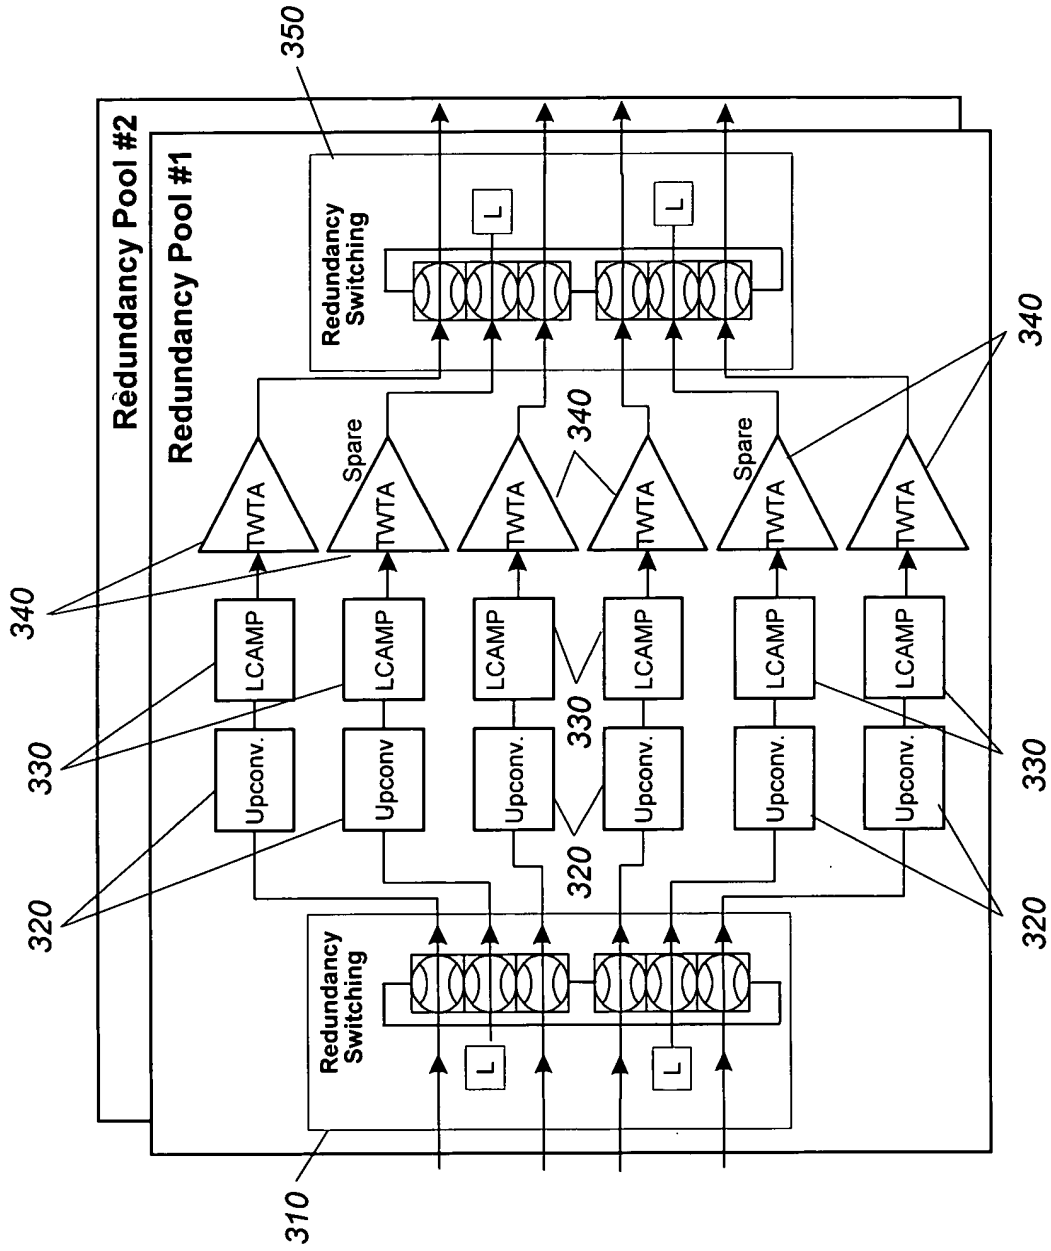 340
320
330
Redundancy Pool #2
Redundancy Pool #1
Upconv.
LCAMP
TWTA
310
350
Redundancy
Switching
Redundancy
Switching
Spare
Upconv
LCAMP
TWTA
L
L
Upconv.
LCAMP
TWTA
320
330
340
Upconv.
LCAMP
TWTA
L
L
Spare
Upconv.
LCAMP
TWTA
Upconv.
LCAMP
TWTA
320
330
340